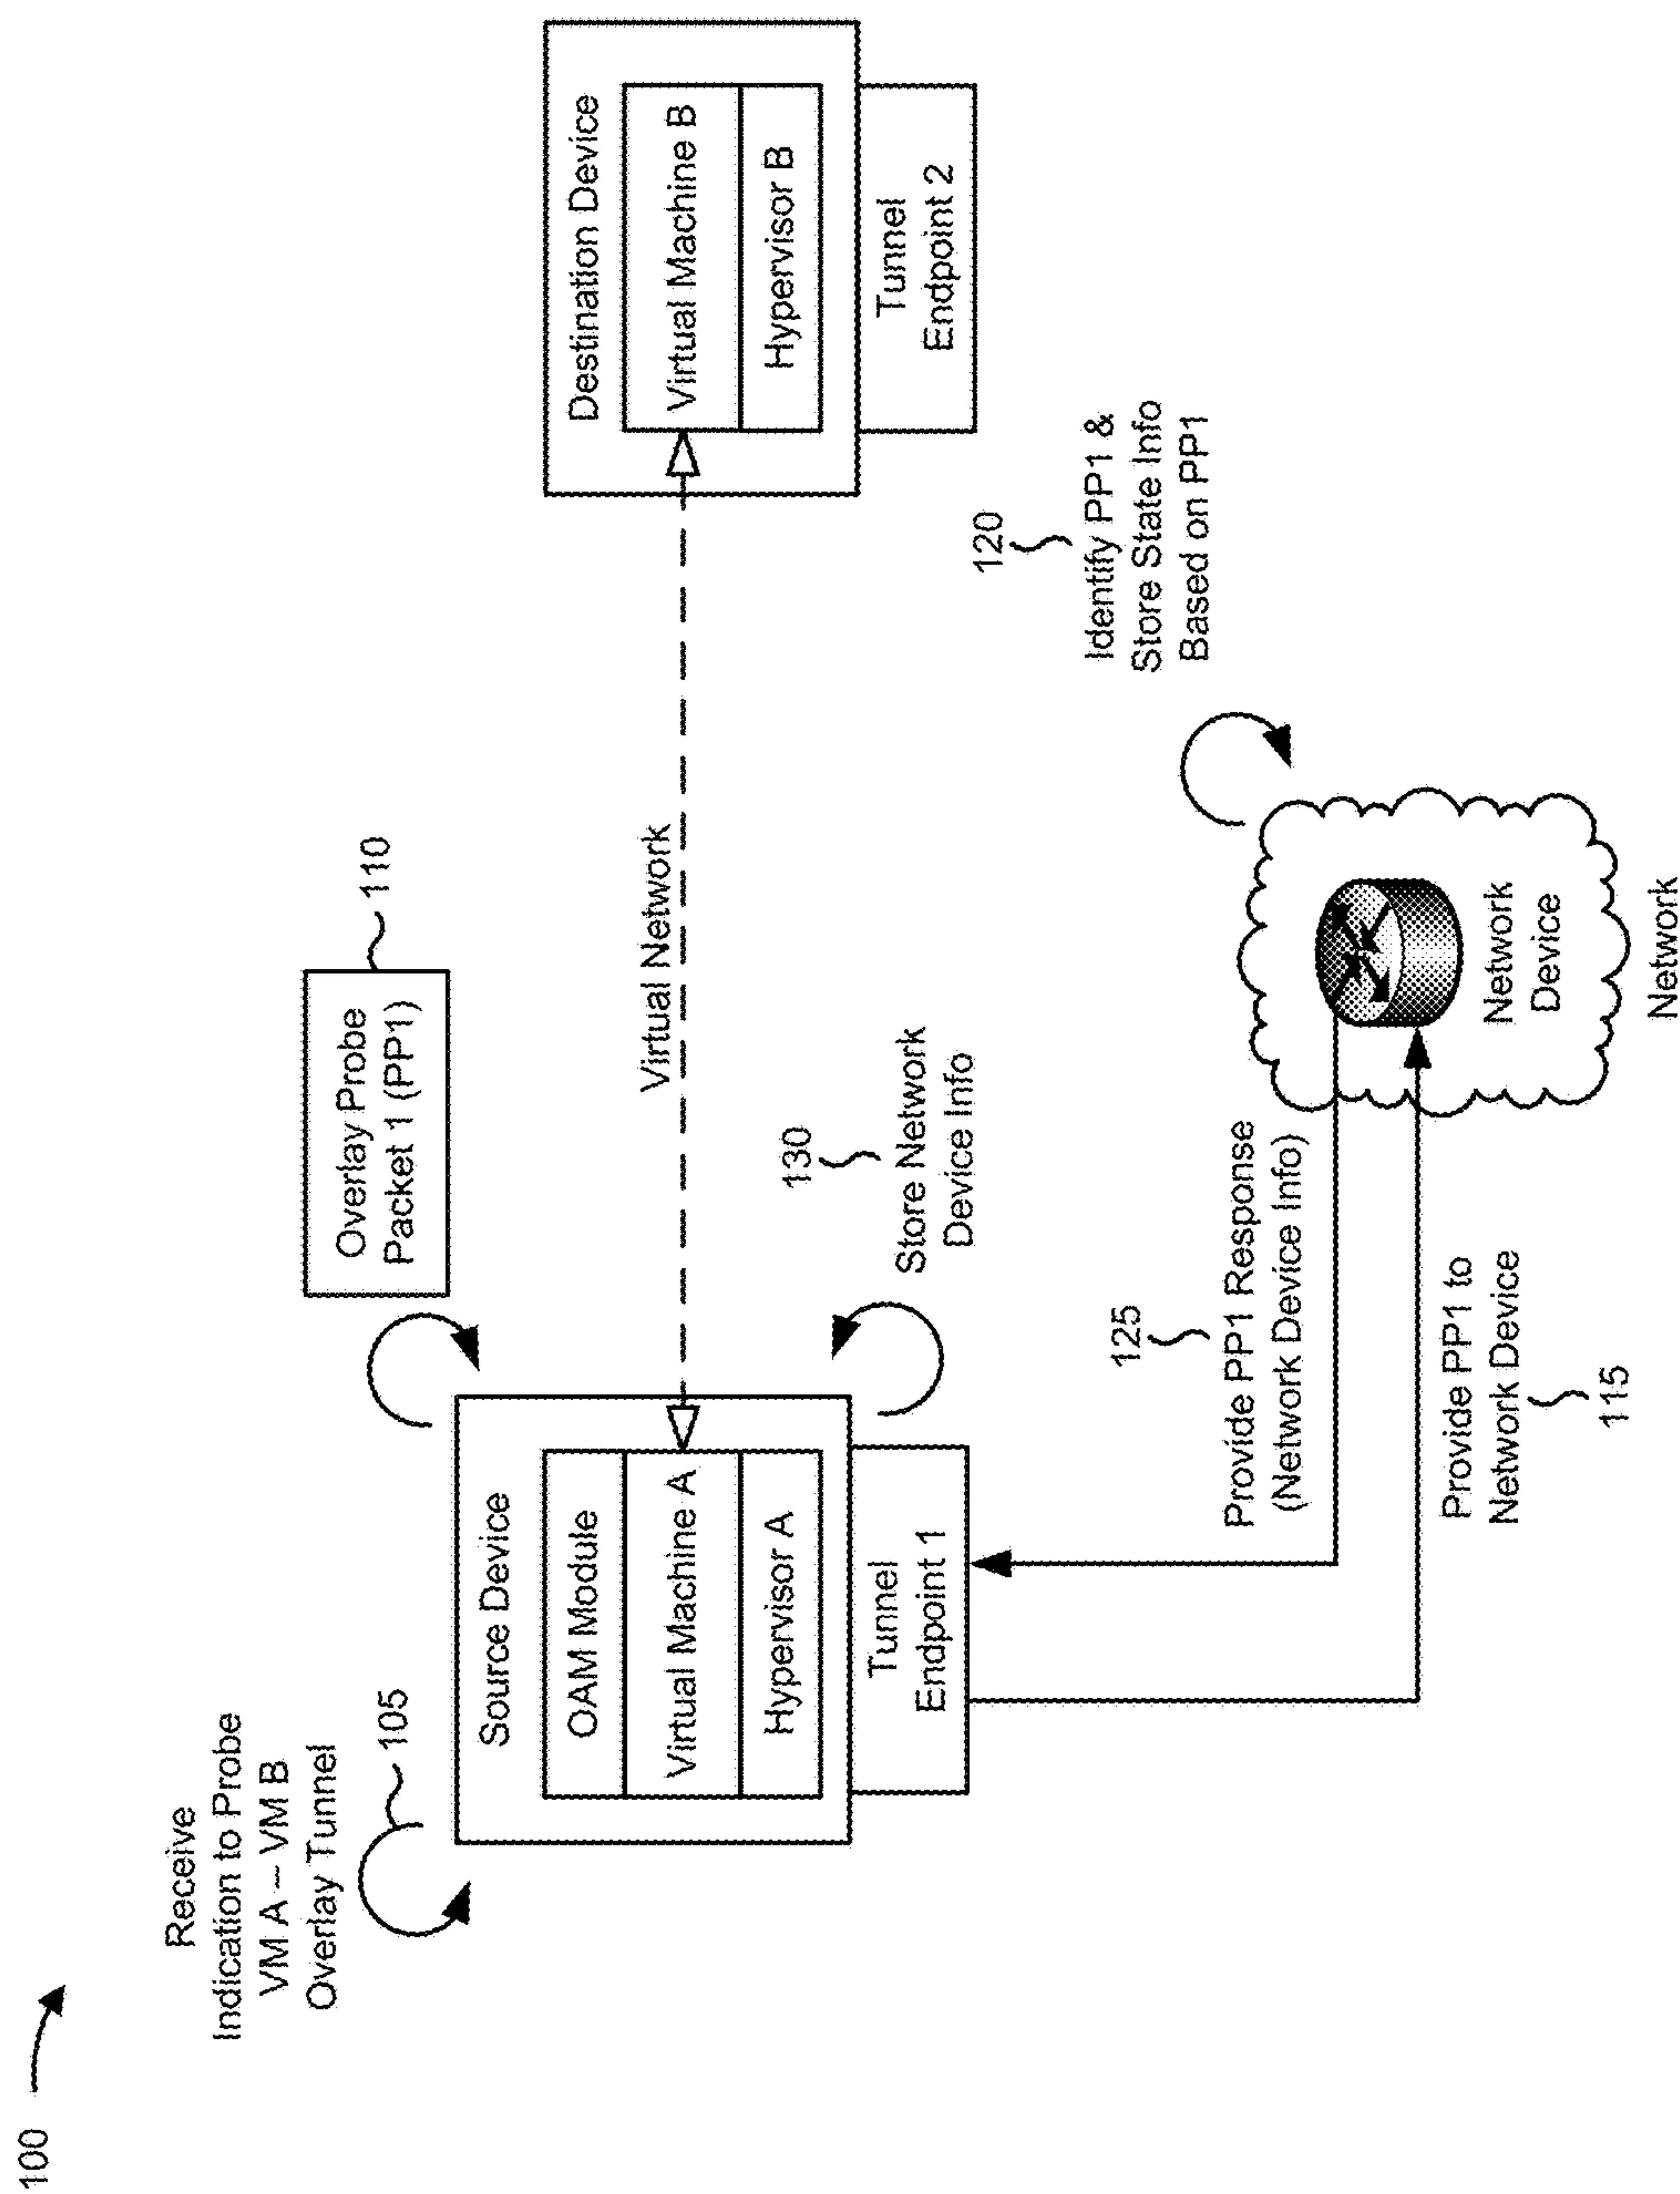 100
Receive
Indication to Probe
VM A – VM B
Overlay Tunnel
105
Overlay Probe
Packet 1 (PP1)
110
Source Device
OAM Module
Virtual Machine A
Hypervisor A
Tunnel
Endpoint 1
Virtual Network
Destination Device
Virtual Machine B
Hypervisor B
Tunnel
Endpoint 2
130
Store Network
Device Info
120
Identify PP1 &
Store State Info
Based on PP1
125
Provide PP1 Response
(Network Device Info)
Provide PP1 to
Network Device
115
Network
Device
Network